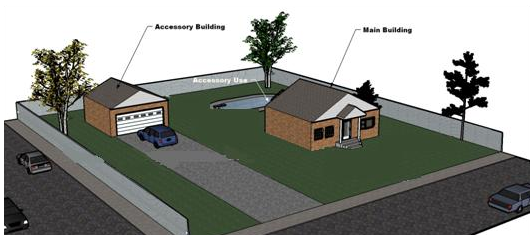 Accessory Building
Main Building
Accessory Use